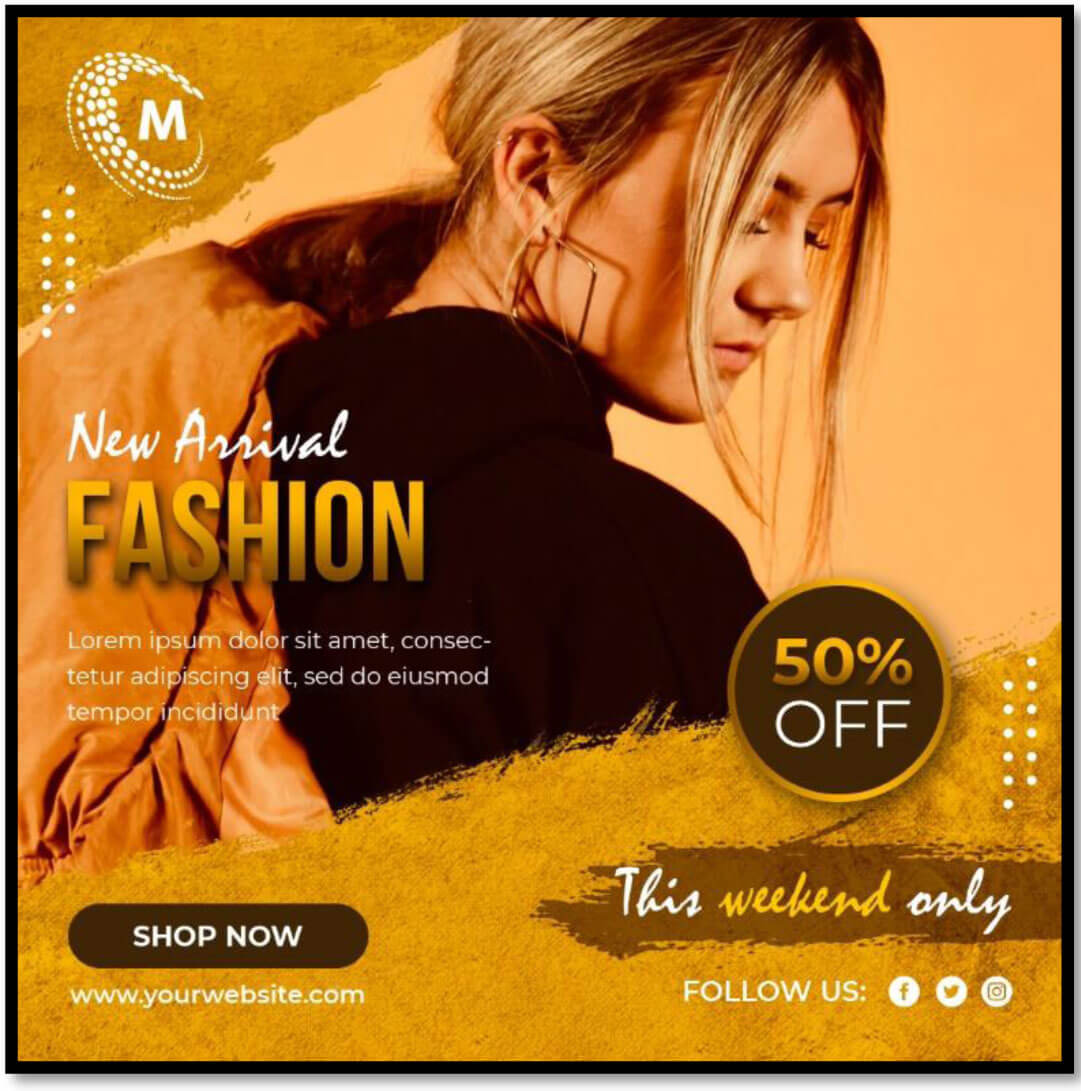 M
New Arrival
FASHION
Lorem ipsum dolor sit amet, consec-
tetur adipiscing elit, sed do eiusmod
tempor incididunt
50%
OFF
This weekend only
SHOP NOW
www.yourwebsite.com
FOLLOW US: